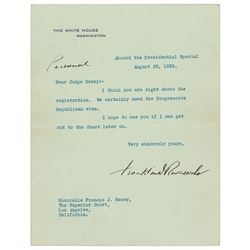 THE WHITE HOUSE
WASHINGTON
Aboard the Presidential Special
August 29, 1936.
Personal
Dear Judge Heney:-
I think you are right about the
registration. We certainly need the Progressive
Republican vote.
I hope to see you if I can get
out to the Coast later on.
Very sincerely yours,
Franklin D Roosevelt
Honorable Francis J. Heney,
The Superior Court,
Los Angeles,
California.